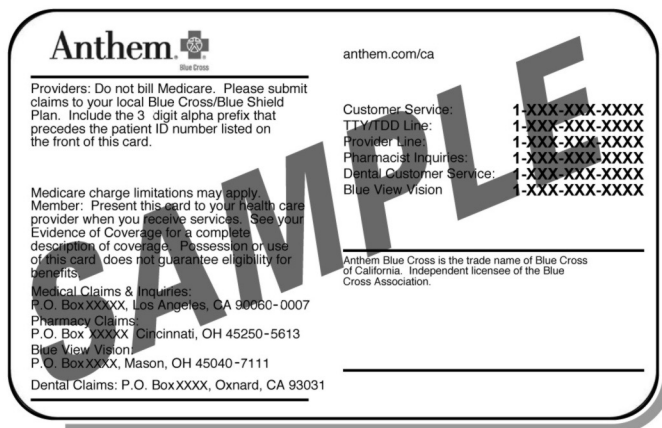 Anthem.
Blue Cross
Providers: Do not bill Medicare. Please submit
claims to your local Blue Cross/Blue Shield
Plan. Include the 3 digit alpha prefix that
precedes the patient ID number listed on
the front of this card.
Medicare charge limitations may apply.
Member: Present this card to your health care
provider when you receive services. See your
Evidence of Coverage for a complete
description of coverage. Possession or use
of this card does not guarantee eligibility for
benefits.
Medical Claims & Inquiries:
P.O. Box XXXXX, Los Angeles, CA 90060-0007
Pharmacy Claims:
P.O. Box XXXXX Cincinnati, OH 45250-5613
Blue View Vision:
P.O. Box XXXX, Mason, OH 45040-7111
Dental Claims: P.O. Box XXXX, Oxnard, CA 93031
anthem.com/ca
Customer Service: 1-XXX-XXX-XXXX
TTY/TDD Line: 1-XXX-XXX-XXXX
Provider Line: 1-XXX-XXX-XXXX
Pharmacist Inquiries: 1-XXX-XXX-XXXX
Dental Customer Service: 1-XXX-XXX-XXXX
Blue View Vision 1-XXX-XXX-XXXX
Anthem Blue Cross is the trade name of Blue Cross
of California. Independent licensee of the Blue
Cross Association.
SAMPLE